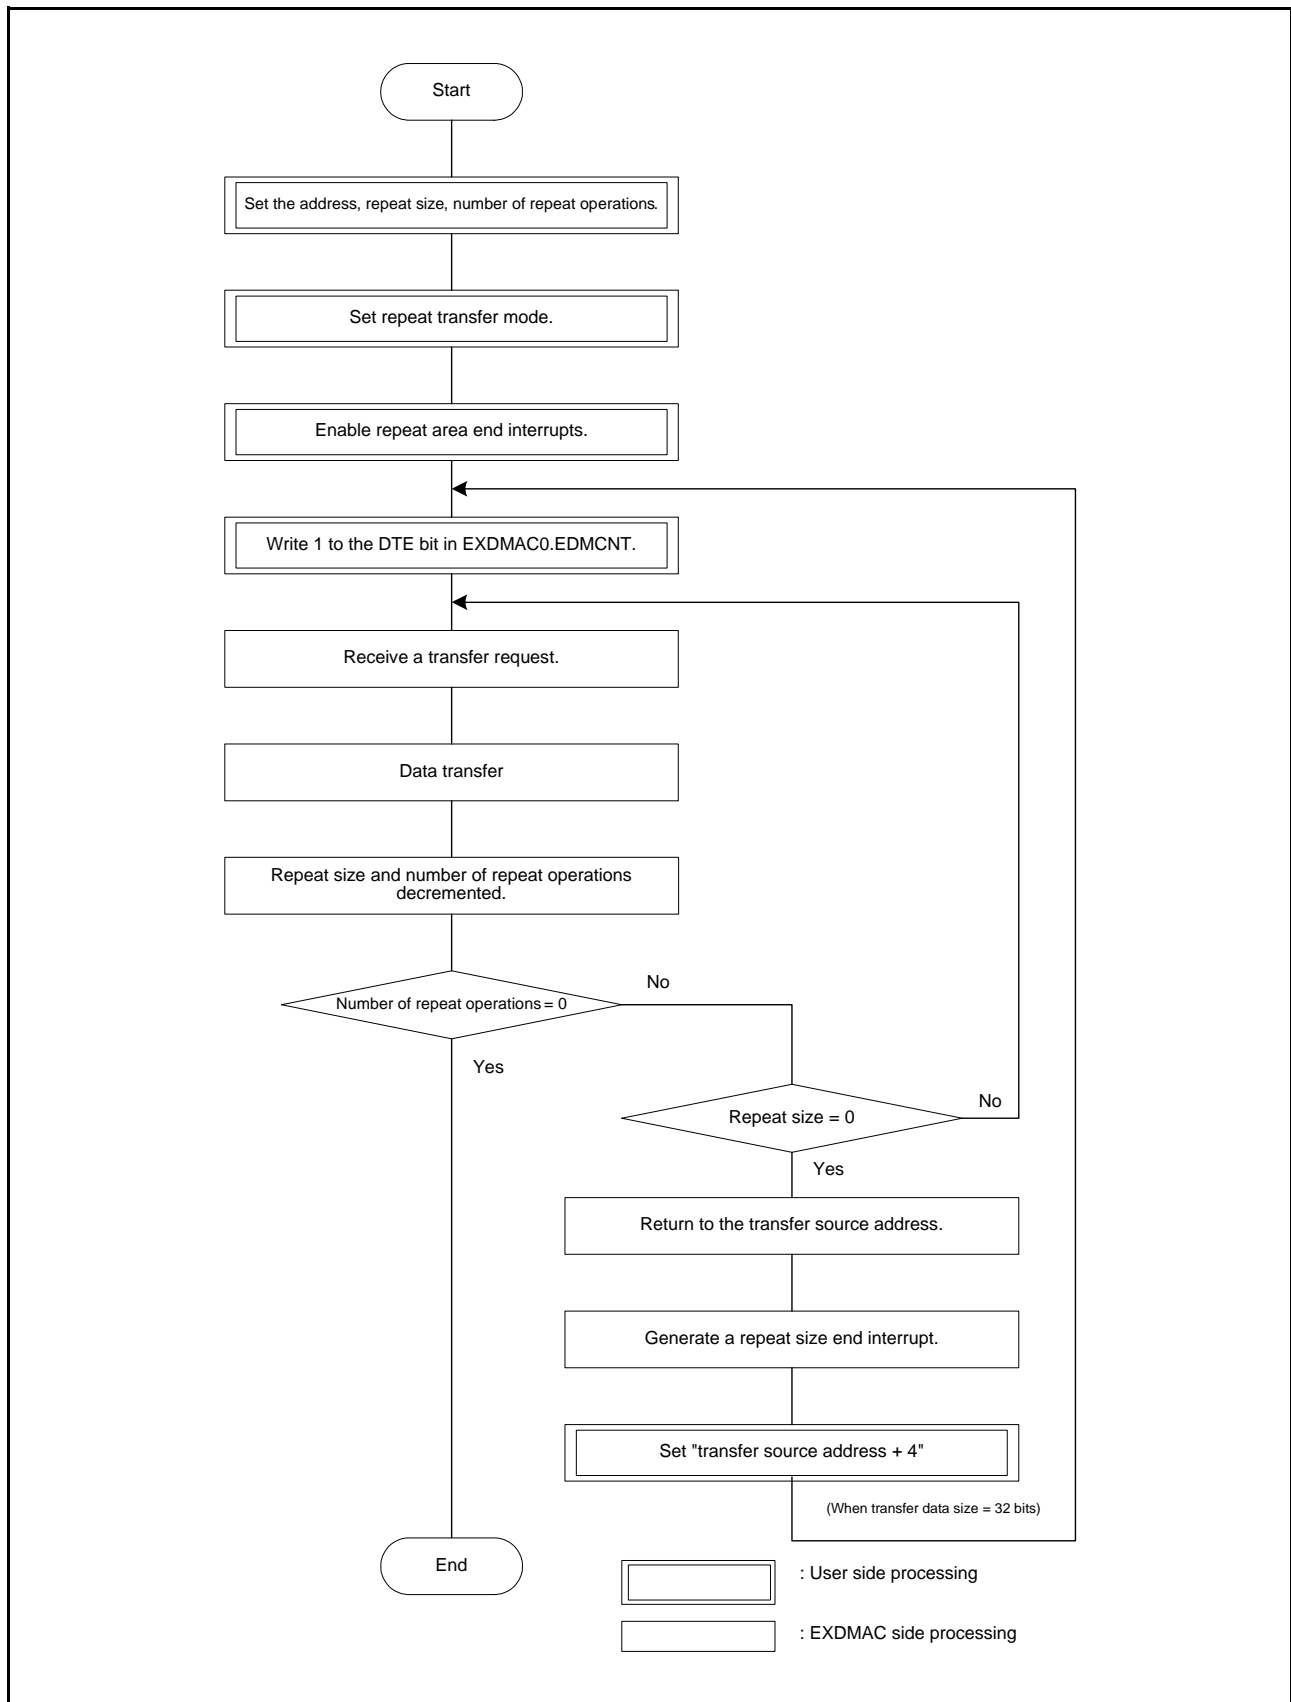 Start
Set the address, repeat size, number of repeat operations.
Set repeat transfer mode.
Enable repeat area end interrupts.
Write 1 to the DTE bit in EXDMAC0.EDMCNT.
Receive a transfer request.
Data transfer
Repeat size and number of repeat operations
decremented.
Number of repeat operations = 0
No
Yes
Repeat size = 0
No
Yes
Return to the transfer source address.
Generate a repeat size end interrupt.
Set "transfer source address + 4"
(When transfer data size = 32 bits)
End
: User side processing
: EXDMAC side processing